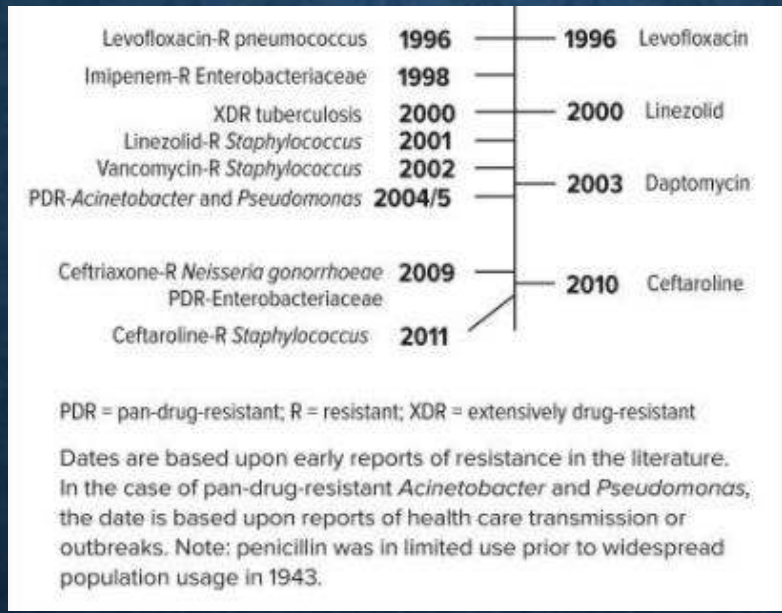 Levofloxacin-R pneumococcus 1996 1996 Levofloxacin
Imipenem-R Enterobacteriaceae 1998
XDR tuberculosis 2000 2000 Linezolid
Linezolid-R Staphylococcus 2001
Vancomycin-R Staphylococcus 2002
2003 Daptomycin
PDR-Acinetobacter and Pseudomonas 2004/5
Ceftriaxone-R Neisseria gonorrhoeae 2009
PDR-Enterobacteriaceae
2010 Ceftaroline
Ceftaroline-R Staphylococcus 2011
PDR = pan-drug-resistant; R = resistant; XDR = extensively drug-resistant
Dates are based upon early reports of resistance in the literature.
In the case of pan-drug-resistant Acinetobacter and Pseudomonas,
the date is based upon reports of health care transmission or
outbreaks. Note: penicillin was in limited use prior to widespread
population usage in 1943.